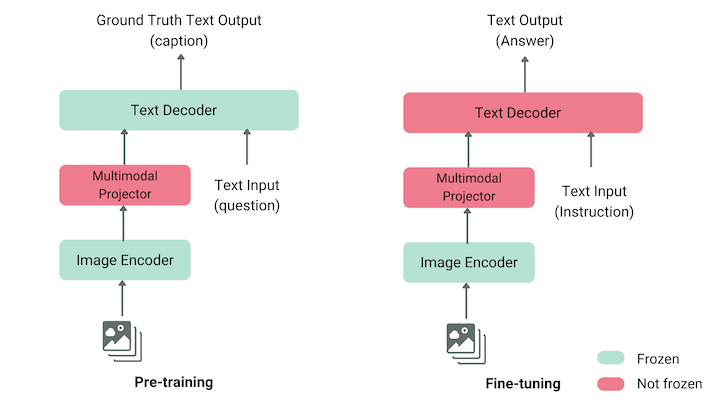 Ground Truth Text Output
(caption)
Text Decoder
Multimodal
Projector
Text Input
(question)
Image Encoder
Pre-training
Text Output
(Answer)
Text Decoder
Multimodal
Projector
Text Input
(Instruction)
Image Encoder
Fine-tuning
Frozen
Not frozen